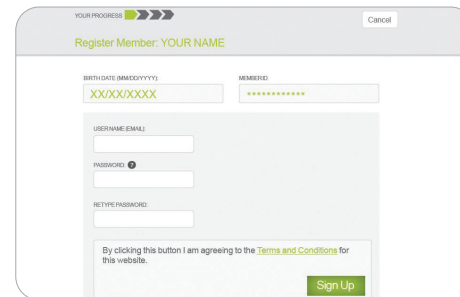 YOUR PROGRESS
Cancel
Register Member: YOUR NAME
BIRTH DATE (MM/DD/YYYY):
MEMBER ID:
XX/XX/XXXX
************
USER NAME (EMAIL):
PASSWORD: ?
RETYPE PASSWORD:
By clicking this button I am agreeing to the Terms and Conditions for
this website.
Sign Up